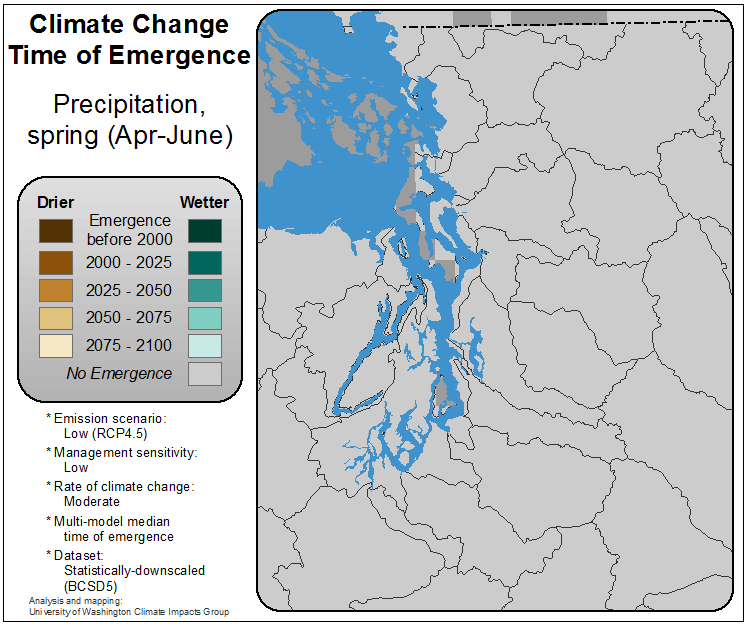 Climate Change
Time of Emergence
Precipitation,
spring (Apr-June)
Drier Wetter
Emergence
before 2000
2000 - 2025
2025 - 2050
2050 - 2075
2075 - 2100
No Emergence
* Emission scenario:
Low (RCP4.5)
* Management sensitivity:
Low
* Rate of climate change:
Moderate
* Multi-model median
time of emergence
* Dataset:
Statistically-downscaled
(BCSD5)
Analysis and mapping:
University of Washington Climate Impacts Group